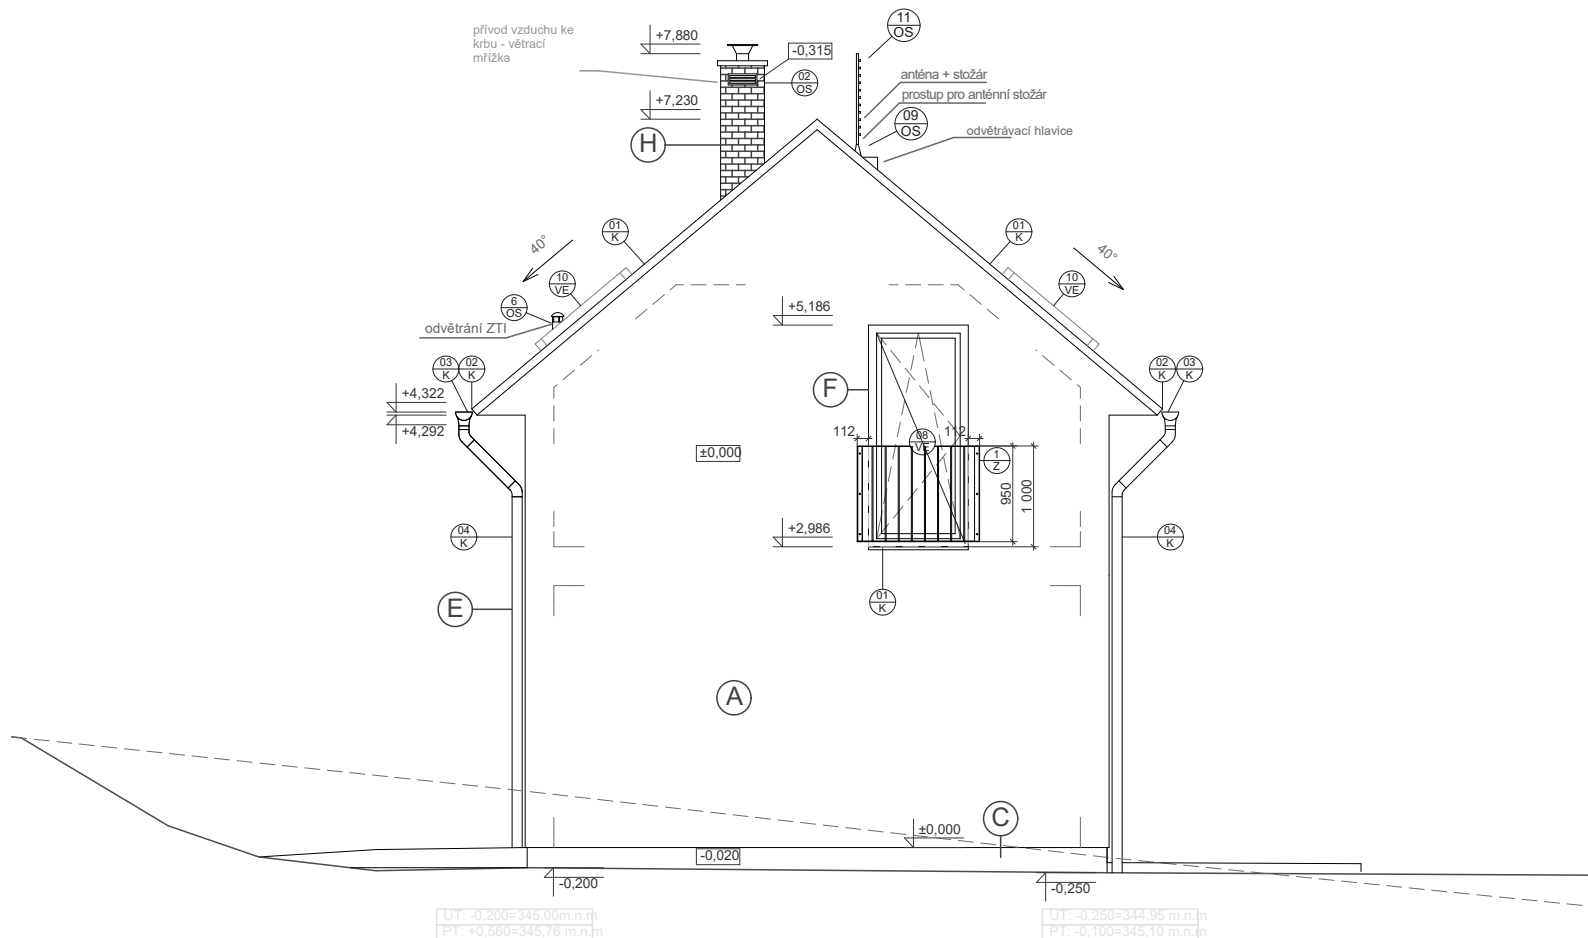 přívod vzduchu ke
krbu - větrací
mřížka
+7,880
-0,315
02
OS
11
OS
anténa + stožár
prostup pro anténní stožár
+7,230
09
OS
odvětrávací hlavice
H
01
K
01
K
40°
40°
10
VE
10
VE
6
OS
odvětrání ZTI
+5,186
03
K
02
K
02
K
03
K
F
+4,322
+4,292
112
08
VE
112
±0,000
1
Z
950
1 000
+2,986
04
K
04
K
01
K
E
A
C
±0,000
-0,020
-0,200
-0,250
UT: -0,200=345,00m.n.m
PT: +0,560=345,76 m.n.m
UT: -0,250=344,95 m.n.m
PT: -0,100=345,10 m.n.m